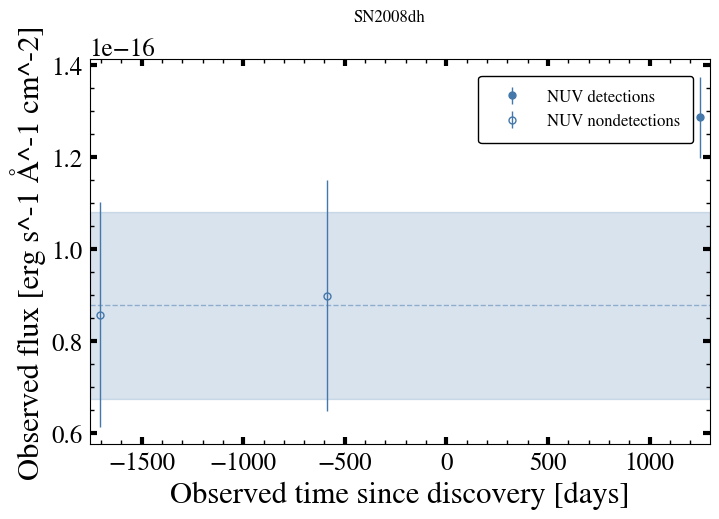 SN2008dh
1e−16
1.4
1.2
1.0
0.8
0.6
NUV detections
NUV nondetections
−1500
−1000
−500
0
500
1000
Observed time since discovery [days]
Observed flux [erg s^-1 Å^-1 cm^-2]